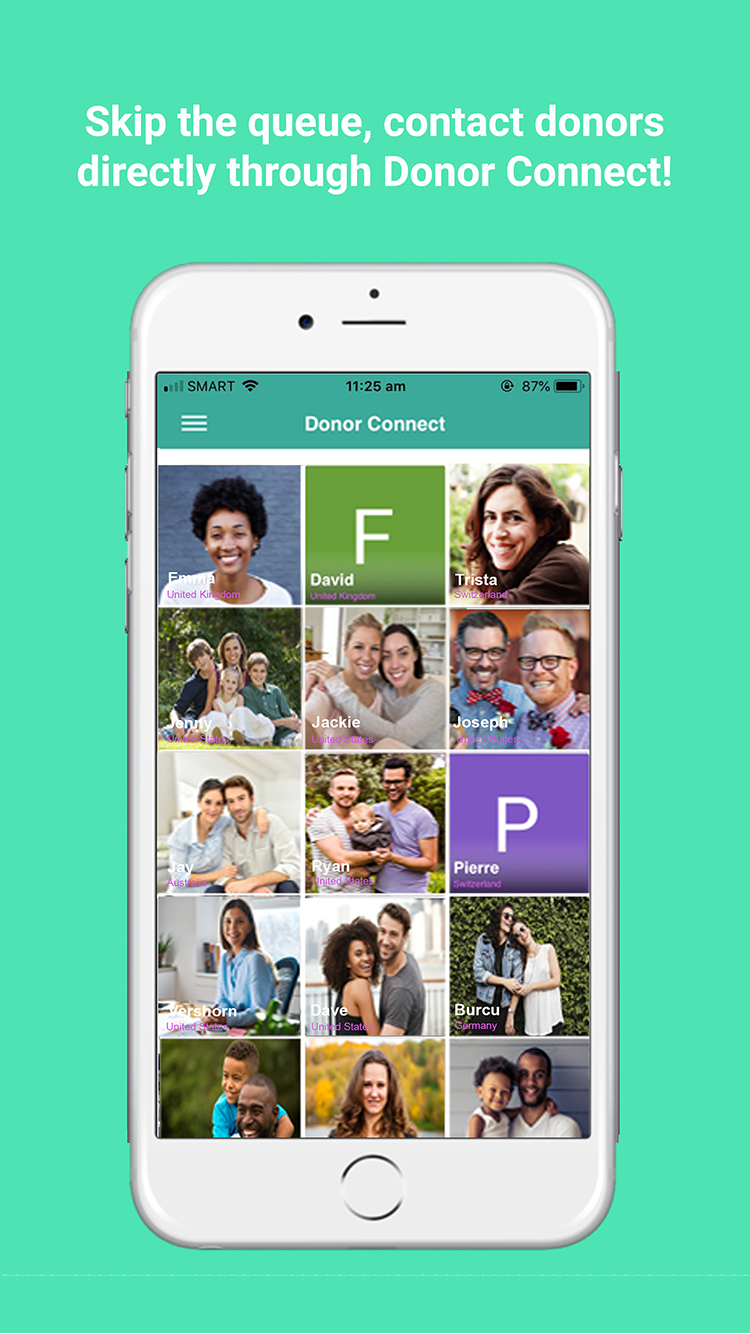 Skip the queue, contact donors
directly through Donor Connect!
SMART 11:25 am 87%
Donor Connect
Emma
United Kingdom
F
David
United Kingdom
Trista
Switzerland
Jenny
United States
Jackie
United States
Joseph
United States
Jay
Australia
Ryan
United States
P
Pierre
Switzerland
Vershorn
United States
Dave
United States
Burcu
Germany